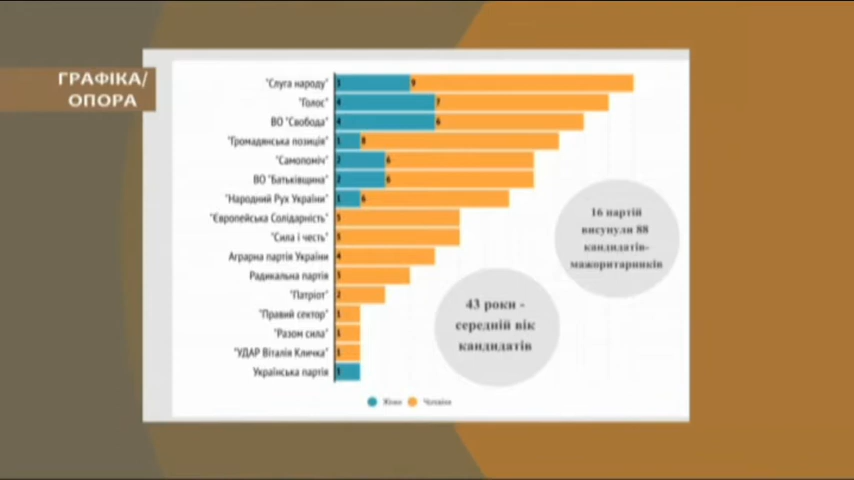 ГРАФІКА/
ОПОРА
"Слуга народу" 3 9
"Голос" 4 7
ВО "Свобода" 4 6
"Громадянська позиція" 1 8
"Самопоміч" 2 6
ВО "Батьківщина" 2 6
"Народний Рух України" 1 6
"Європейська Солідарність" 5
"Сила і честь" 5
Аграрна партія України 4
Радикальна партія 3
"Патріот" 2
"Правий сектор" 1
"Разом сила" 1
"УДАР Віталія Кличка" 1
Українська партія 1
16 партій
висунули 88
кандидатів-
мажоритарників
43 роки -
середній вік
кандидатів
Жінки Чоловіки